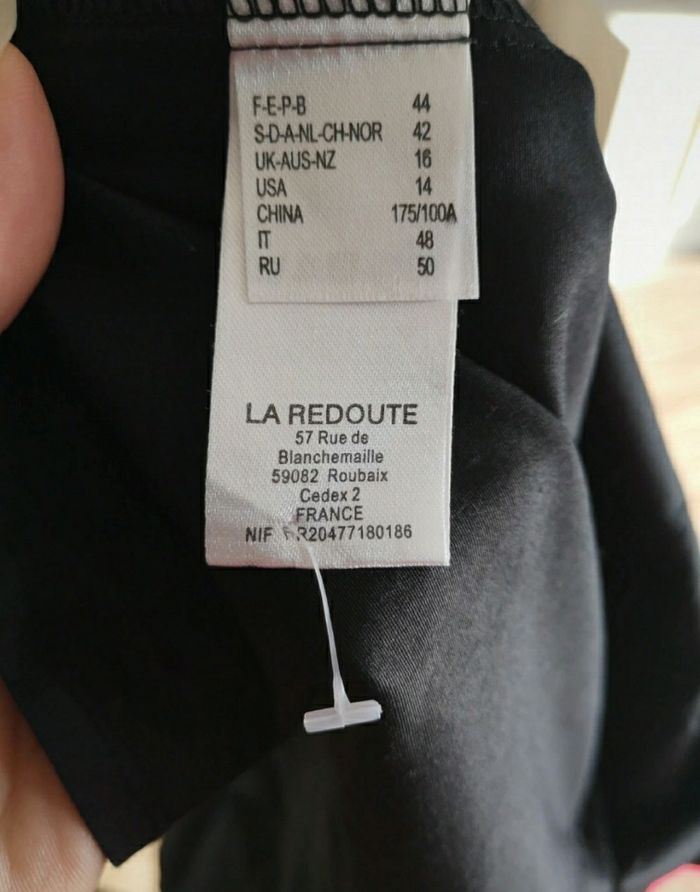 F-E-P-B 44
S-D-A-NL-CH-NOR 42
UK-AUS-NZ 16
USA 14
CHINA 175/100A
IT 48
RU 50
LA REDOUTE
57 Rue de
Blanchemaille
59082 Roubaix
Cedex 2
FRANCE
NIF FR20477180186